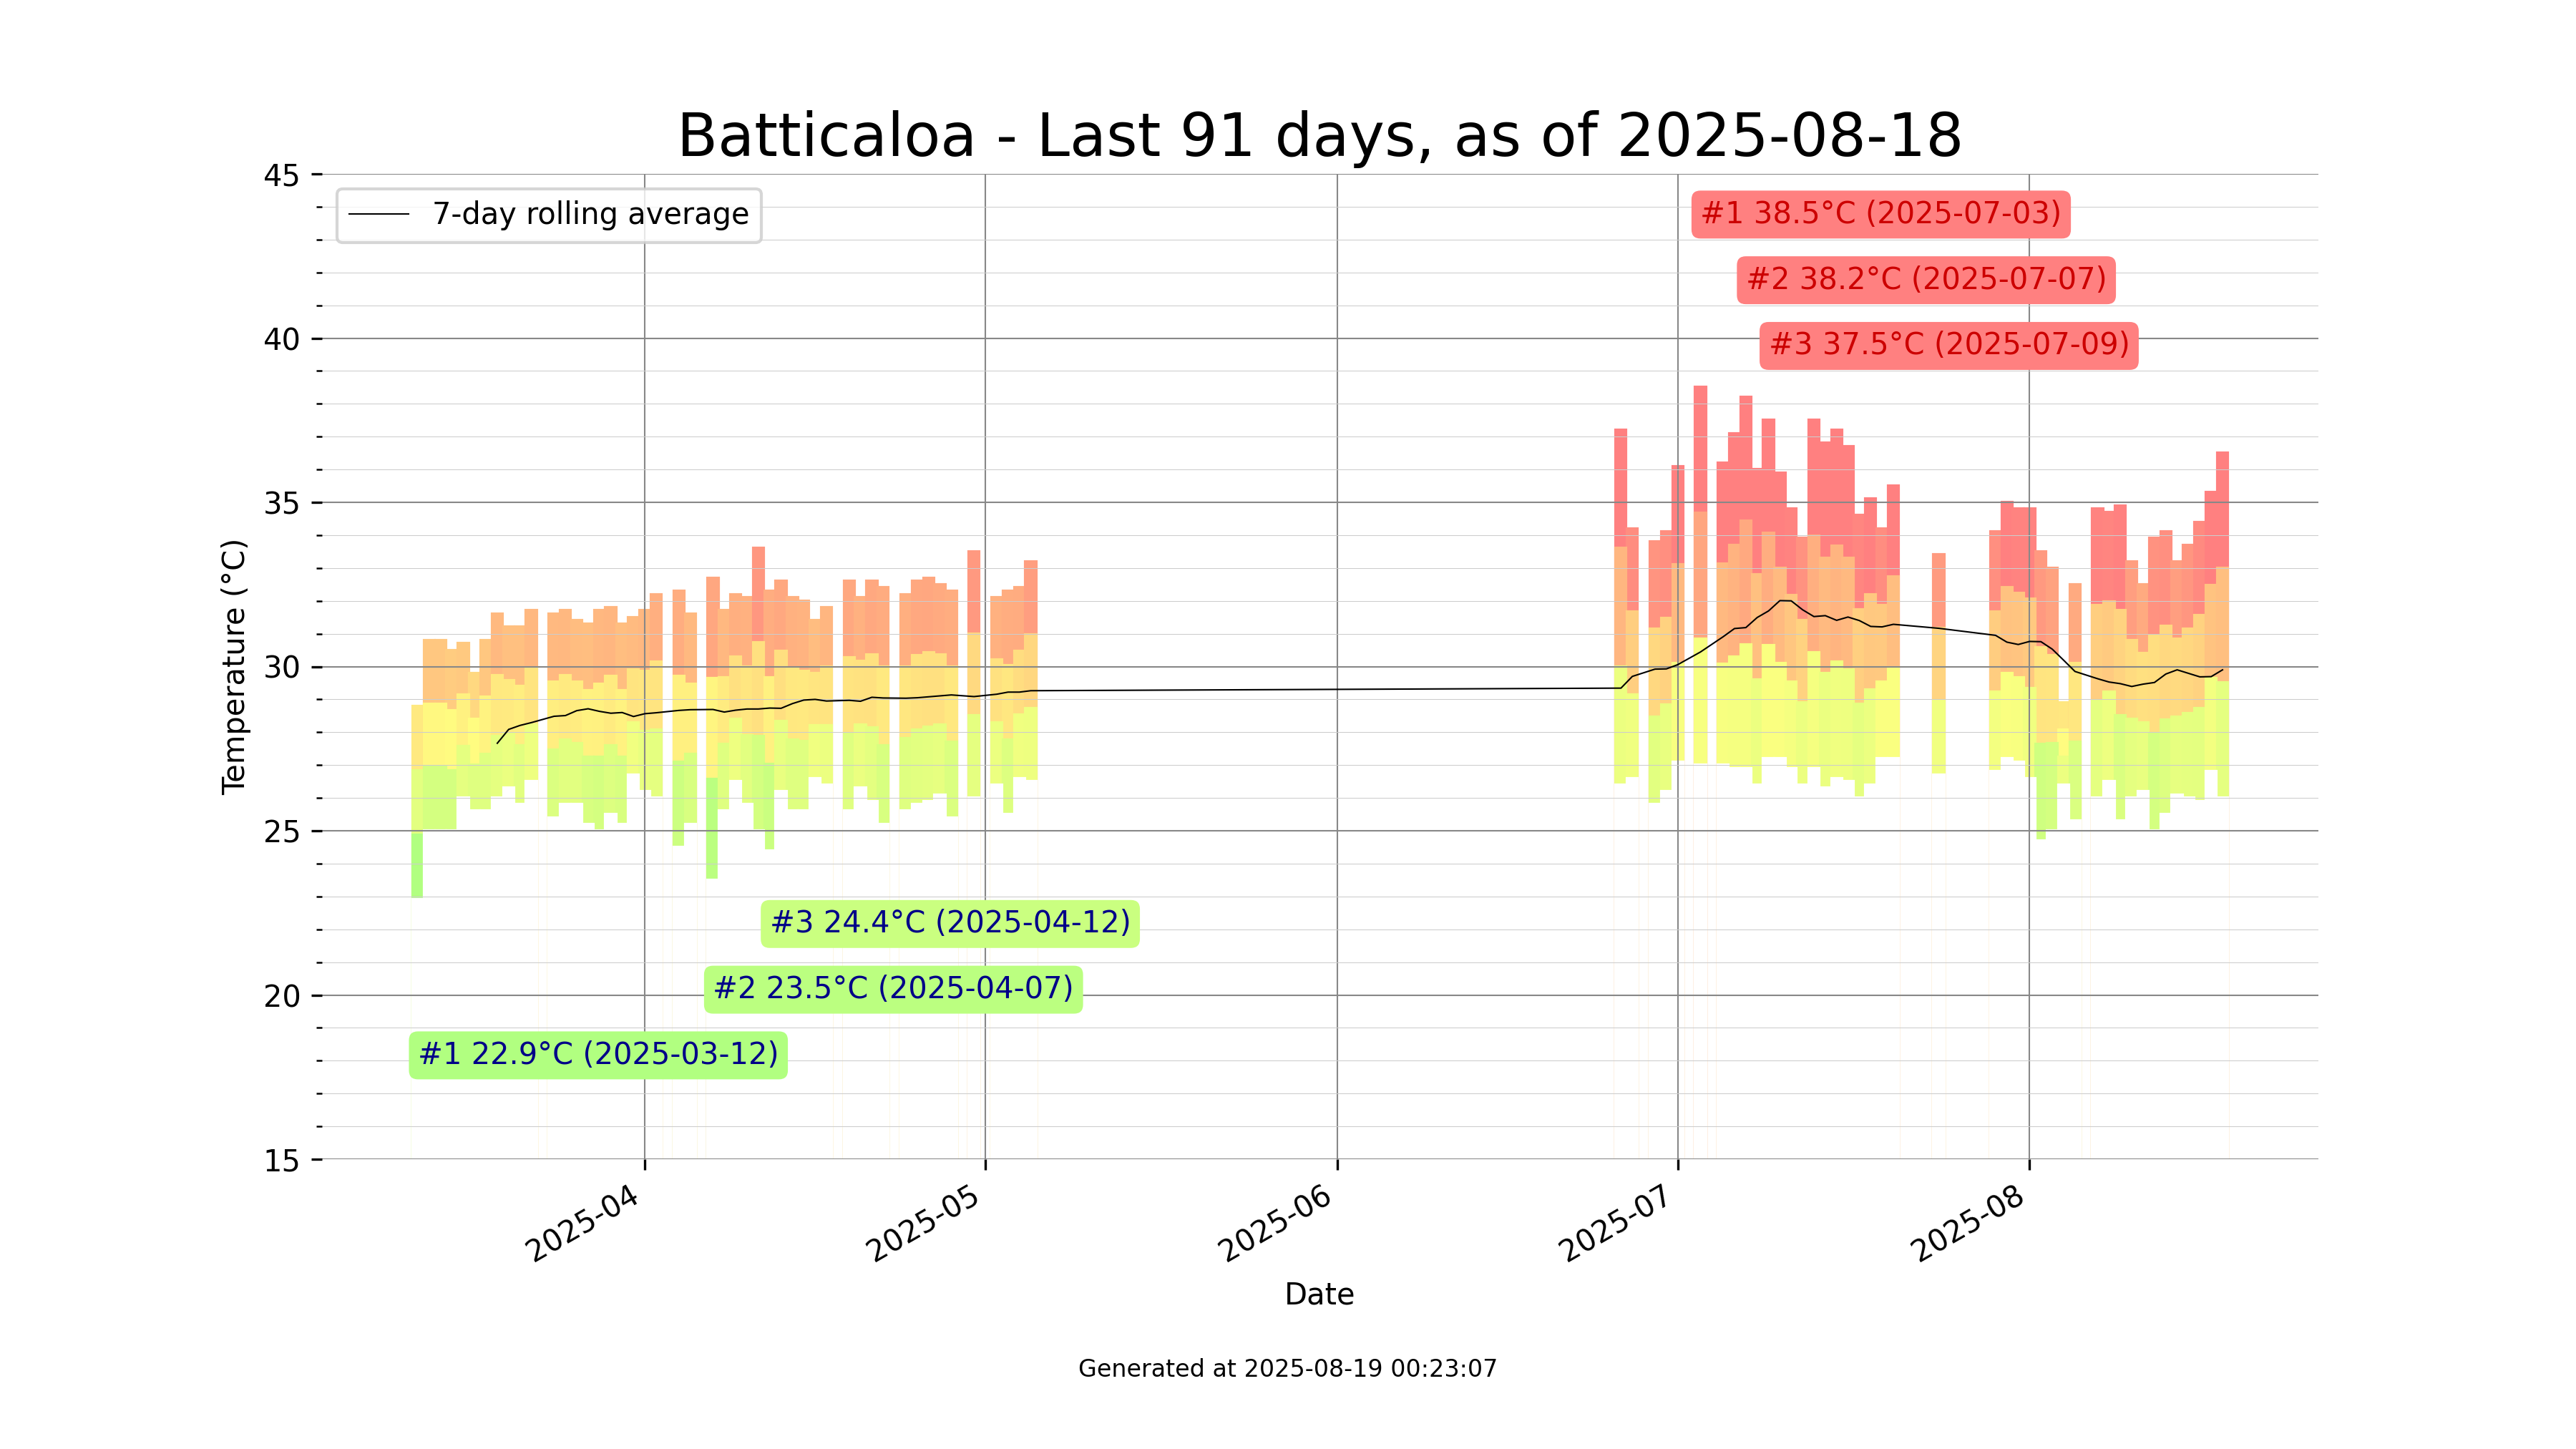 Batticaloa - Last 91 days, as of 2025-08-18
7-day rolling average
#1 38.5°C (2025-07-03)
#2 38.2°C (2025-07-07)
#3 37.5°C (2025-07-09)
45
40
35
30
25
20
15
Temperature (°C)
#3 24.4°C (2025-04-12)
#2 23.5°C (2025-04-07)
#1 22.9°C (2025-03-12)
2025-04
2025-05
2025-06
2025-07
2025-08
Date
Generated at 2025-08-19 00:23:07